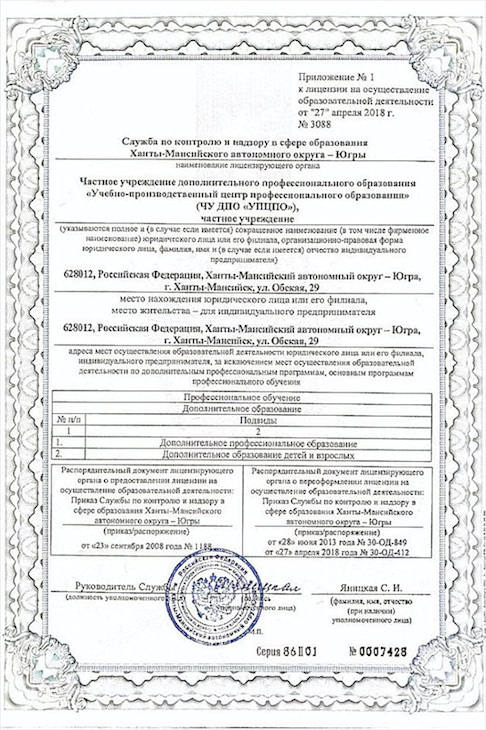 Приложение № 1
к лицензии на осуществление
образовательной деятельности
от "27" апреля 2018 г.
№ 3088
Служба по контролю и надзору в сфере образования
Ханты-Мансийского автономного округа – Югры
наименование лицензирующего органа
Частное учреждение дополнительного профессионального образования
«Учебно-производственный центр профессионального образования»
(ЧУ ДПО «УПЦПО»),
частное учреждение
(указываются полное и (в случае если имеется) сокращенное наименование (в том числе фирменное
наименование) юридического лица или его филиала, организационно-правовая форма
юридического лица, фамилия, имя и (в случае если имеется) отчество индивидуального
предпринимателя)
628012, Российская Федерация, Ханты-Мансийский автономный округ – Югра,
г. Ханты-Мансийск, ул. Обская, 29
место нахождения юридического лица или его филиала,
место жительства – для индивидуального предпринимателя
628012, Российская Федерация, Ханты-Мансийский автономный округ – Югра,
г. Ханты-Мансийск, ул. Обская, 29
адреса мест осуществления образовательной деятельности юридического лица или его филиала,
индивидуального предпринимателя, за исключением мест осуществления образовательной
деятельности по дополнительным профессиональным программам, основным программам
профессионального обучения
Профессиональное обучение
Дополнительное образование
№ п/п Подвиды
1 2
1. Дополнительное профессиональное образование
2. Дополнительное образование детей и взрослых
Распорядительный документ лицензирующего
органа о предоставлении лицензии на
осуществление образовательной деятельности:
Приказ Службы по контролю и надзору в
сфере образования Ханты-Мансийского
автономного округа – Югры
(приказ/распоряжение)
от «23» сентября 2008 года № 1188
Распорядительный документ лицензирующего
органа о переоформлении лицензии на
осуществление образовательной деятельности:
Приказ Службы по контролю и надзору в
сфере образования Ханты-Мансийского
автономного округа – Югры
(приказ/распоряжение)
от «28» июня 2013 года № 30-ОД-849
от «27» апреля 2018 года № 30-ОД-412
Руководитель Службы
(должность уполномоченного лица)
(подпись
уполномоченного лица)
Яницкая С. И.
(фамилия, имя, отчество
(при наличии)
уполномоченного лица)
Российская Федерация
М.П.
Серия 86П01 № 0007428